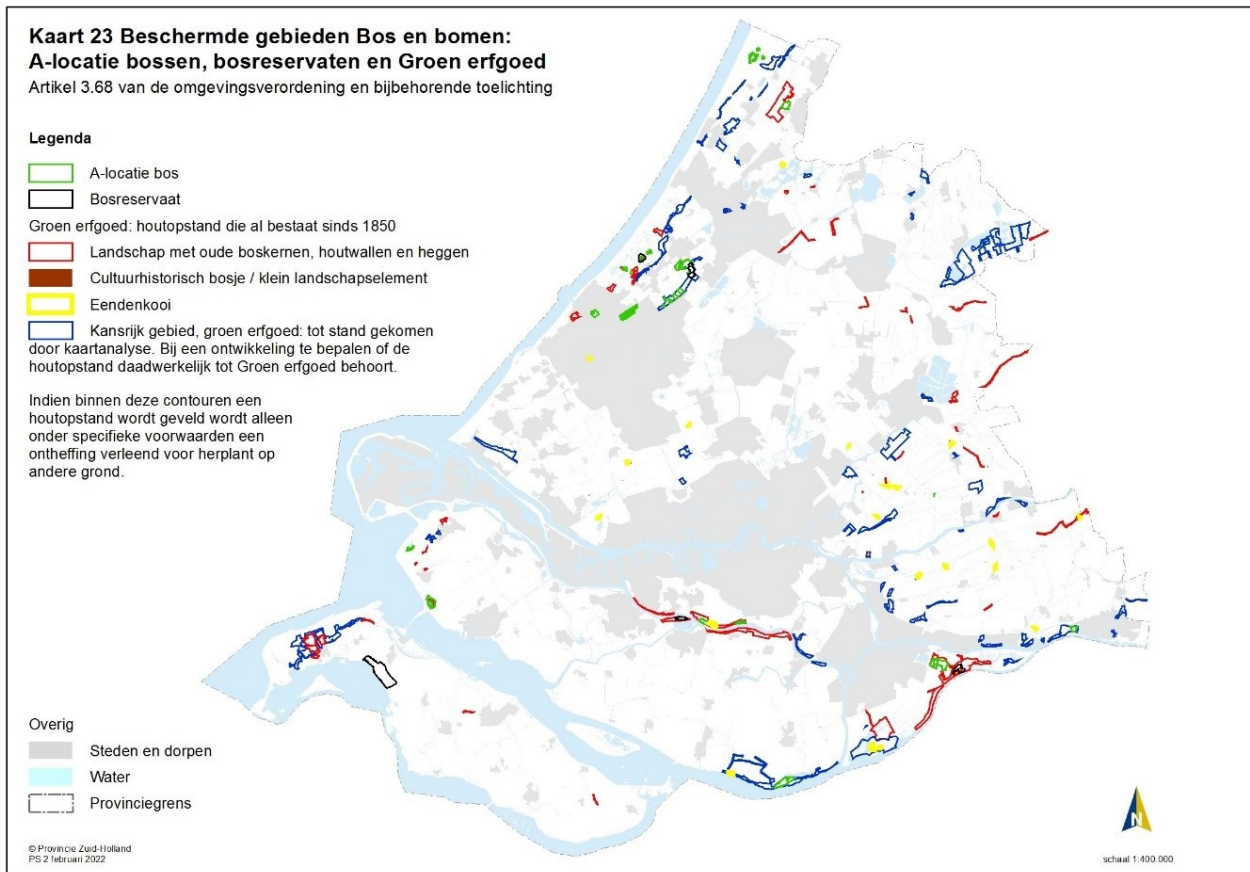 Kaart 23 Beschermde gebieden Bos en bomen:
A-locatie bossen, bosreservaten en Groen erfgoed
Artikel 3.68 van de omgevingsverordening en bijbehorende toelichting
Legenda
A-locatie bos
Bosreservaat
Groen erfgoed: houtopstand die al bestaat sinds 1850
Landschap met oude boskernen, houtwallen en heggen
Cultuurhistorisch bosje / klein landschapselement
Eendenkooi
Kansrijk gebied, groen erfgoed: tot stand gekomen
door kaartanalyse. Bij een ontwikkeling te bepalen of de
houtopstand daadwerkelijk tot Groen erfgoed behoort.
Indien binnen deze contouren een
houtopstand wordt geveld wordt alleen
onder specifieke voorwaarden een
ontheffing verleend voor herplant op
andere grond.
Overig
Steden en dorpen
Water
Provinciegrens
© Provincie Zuid-Holland
PS 2 februari 2022
N
schaal 1:400.000